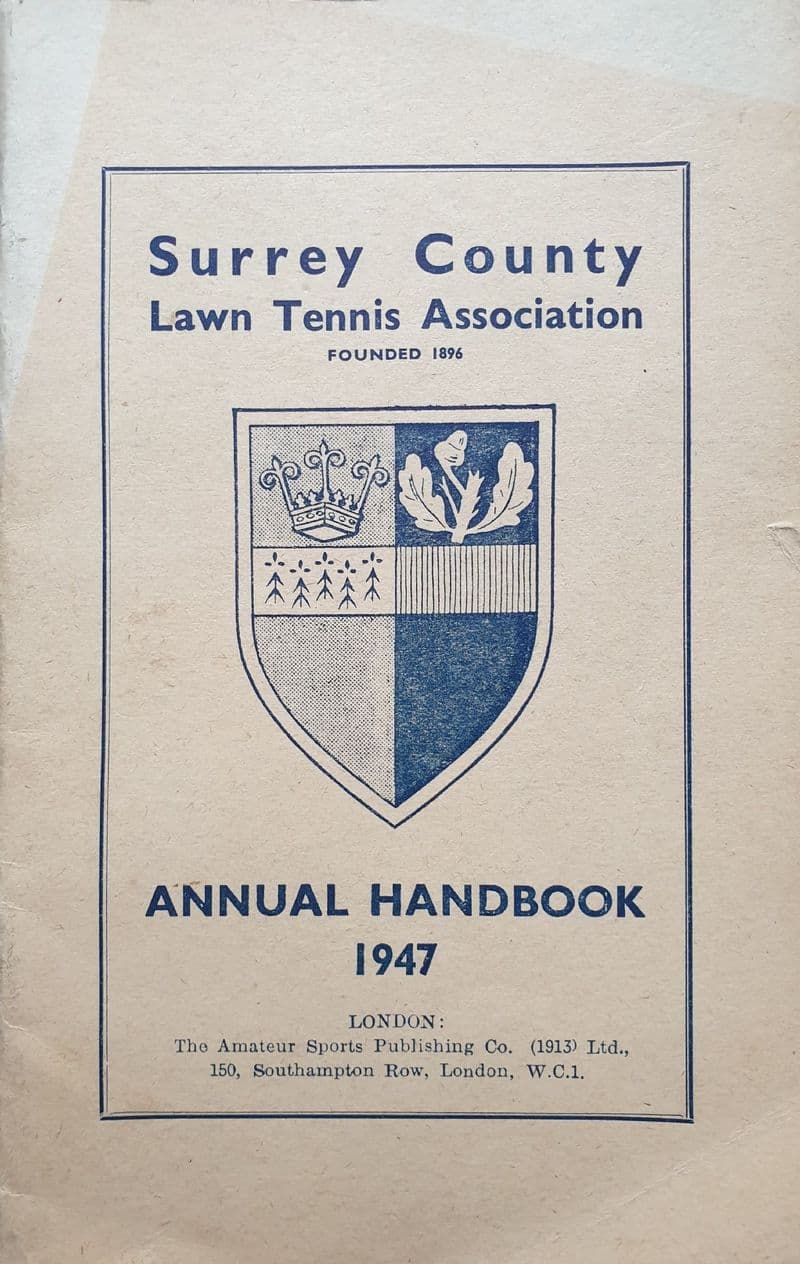 Surrey County
Lawn Tennis Association
FOUNDED 1896
ANNUAL HANDBOOK
1947
LONDON:
The Amateur Sports Publishing Co. (1913) Ltd.,
150, Southampton Row, London, W.C.1.